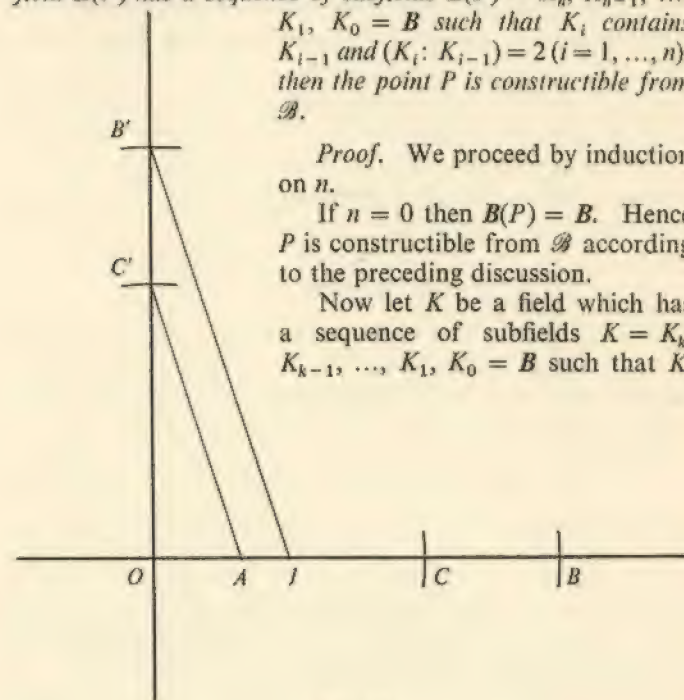 K₁, K₀ = B such that Kᵢ contains
Kᵢ₋₁ and (Kᵢ: Kᵢ₋₁) = 2 (i = 1, ..., n)
then the point P is constructible from
ℬ.
Proof. We proceed by induction
on n.
If n = 0 then B(P) = B. Hence
P is constructible from ℬ according
to the preceding discussion.
Now let K be a field which has
a sequence of subfields K = Kₖ
Kₖ₋₁, ..., K₁, K₀ = B such that K
B′
C′
O A I C B